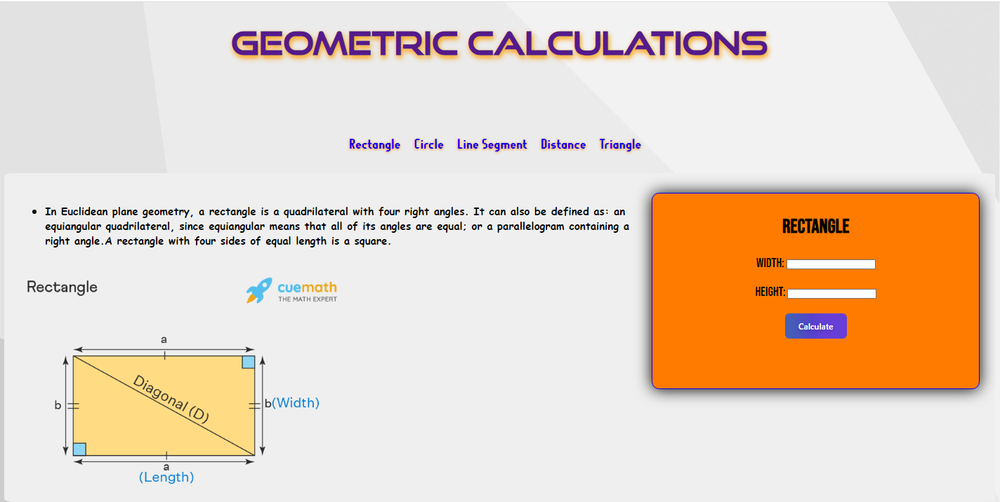 GEOMETRIC CALCULATIONS
Rectangle Circle Line Segment Distance Triangle
In Euclidean plane geometry, a rectangle is a quadrilateral with four right angles. It can also be defined as: an
equiangular quadrilateral, since equiangular means that all of its angles are equal; or a parallelogram containing a
right angle.A rectangle with four sides of equal length is a square.
Rectangle
cuemath
THE MATH EXPERT
a
Diagonal (D)
b
b(Width)
a
(Length)
RECTANGLE
WIDTH:
HEIGHT:
Calculate